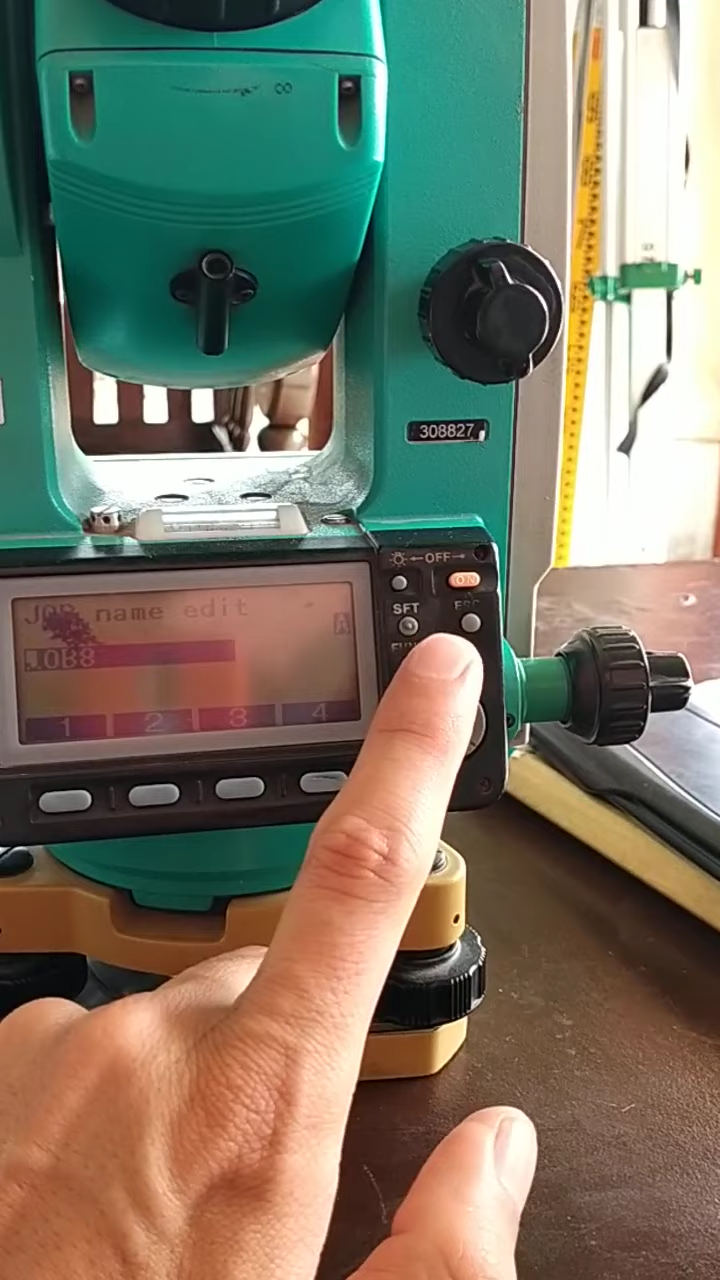 ∞
308827
←OFF→
ON
SFT
ESC
JOB name edit
A
JOB8
1 2 3 4